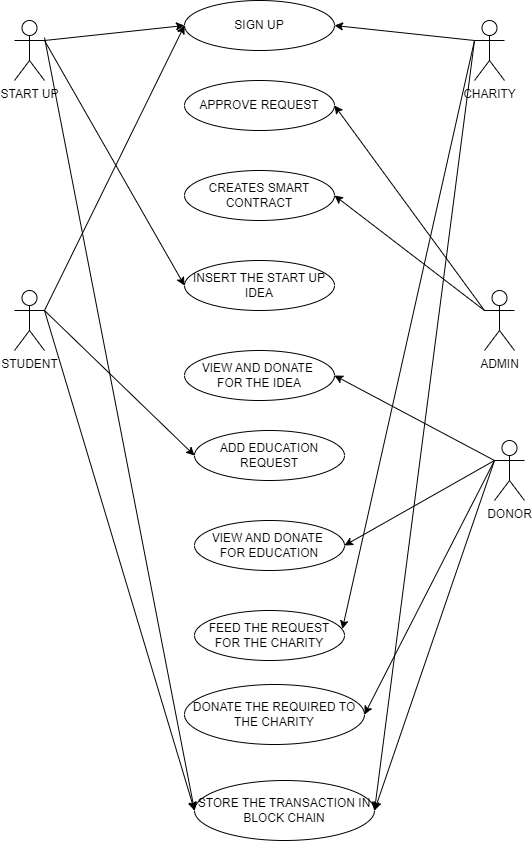 SIGN UP
START UP
CHARITY
APPROVE REQUEST
CREATES SMART
CONTRACT
INSERT THE START UP
IDEA
STUDENT
ADMIN
VIEW AND DONATE
FOR THE IDEA
ADD EDUCATION
REQUEST
DONOR
VIEW AND DONATE
FOR EDUCATION
FEED THE REQUEST
FOR THE CHARITY
DONATE THE REQUIRED TO
THE CHARITY
STORE THE TRANSACTION IN
BLOCK CHAIN